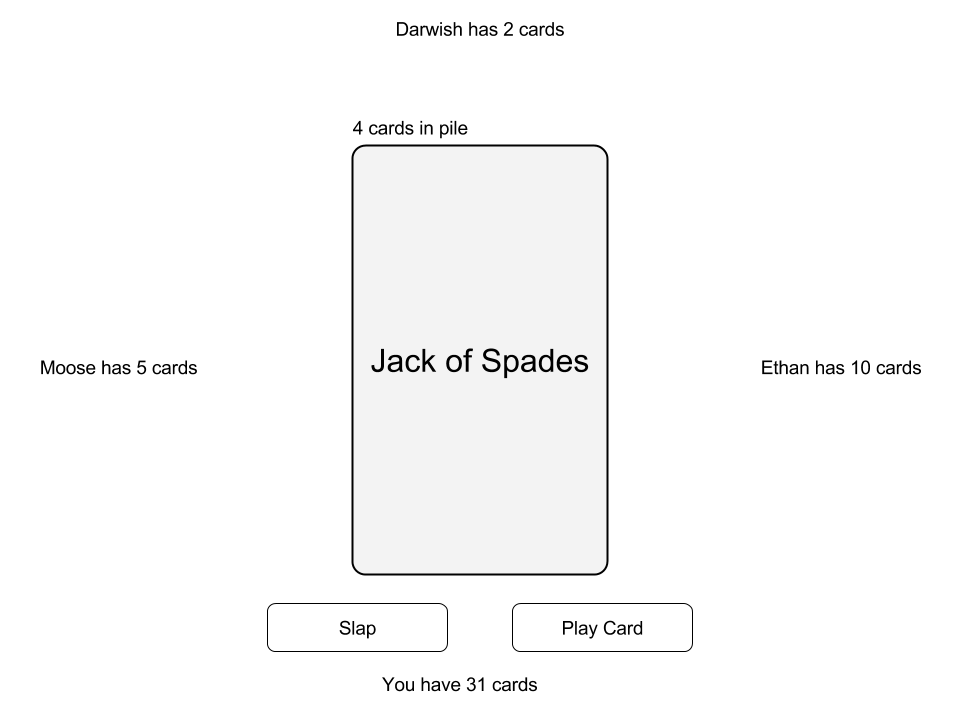 Darwish has 2 cards
4 cards in pile
Jack of Spades
Moose has 5 cards
Ethan has 10 cards
Slap
Play Card
You have 31 cards